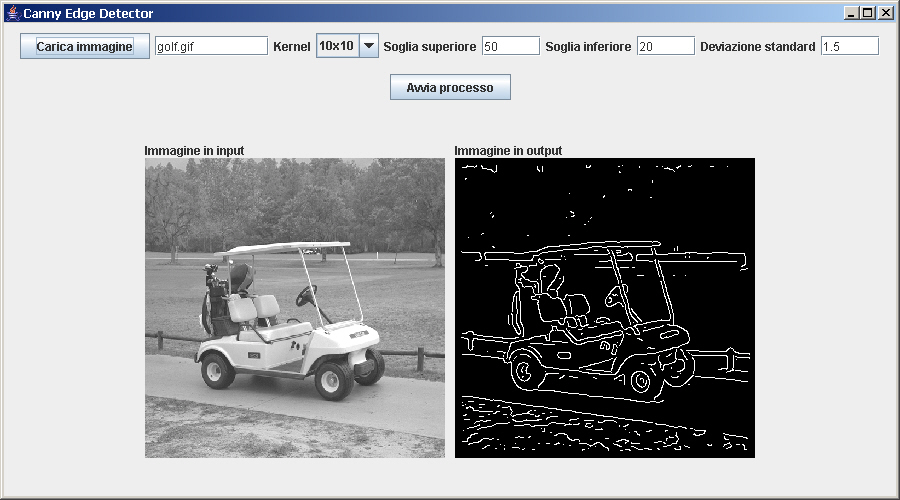 Canny Edge Detector
Carica immagine golf.gif Kernel 10x10 Soglia superiore 50 Soglia inferiore 20 Deviazione standard 1.5
Avvia processo
Immagine in input Immagine in output